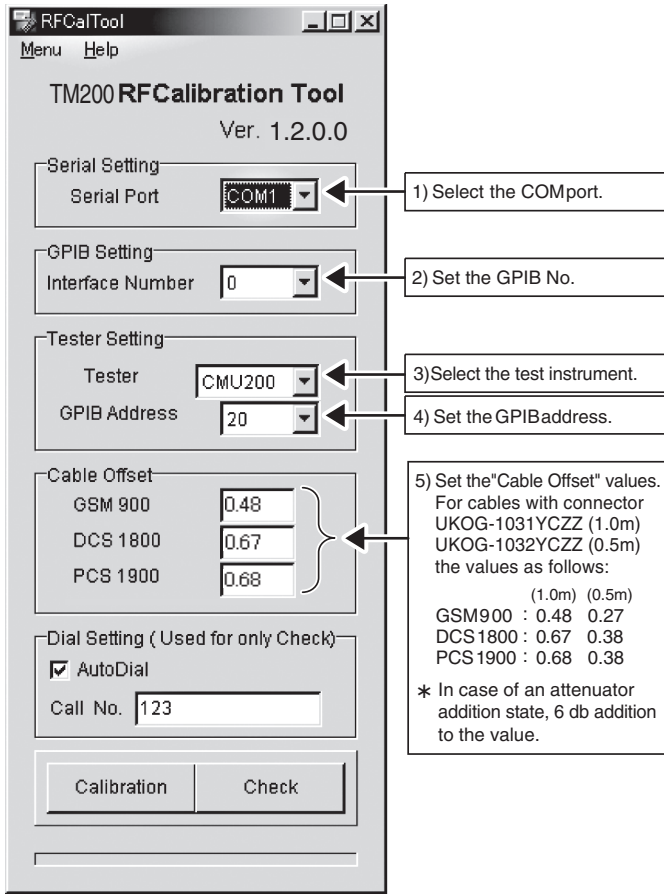 RFCalTool
Menu Help
TM200 RFCalibration Tool
Ver. 1.2.0.0
Serial Setting
Serial Port COM1
1) Select the COM port.
GPIB Setting
Interface Number 0
2) Set the GPIB No.
Tester Setting
Tester CMU200
3) Select the test instrument.
GPIB Address 20
4) Set the GPIB address.
Cable Offset
GSM 900 0.48
DCS 1800 0.67
PCS 1900 0.68
5) Set the "Cable Offset" values.
For cables with connector
UKOG-1031YCZZ (1.0m)
UKOG-1032YCZZ (0.5m)
the values as follows:
(1.0m) (0.5m)
GSM900 : 0.48 0.27
DCS1800 : 0.67 0.38
PCS1900 : 0.68 0.38
* In case of an attenuator
addition state, 6 db addition
to the value.
Dial Setting ( Used for only Check)
AutoDial
Call No. 123
Calibration Check